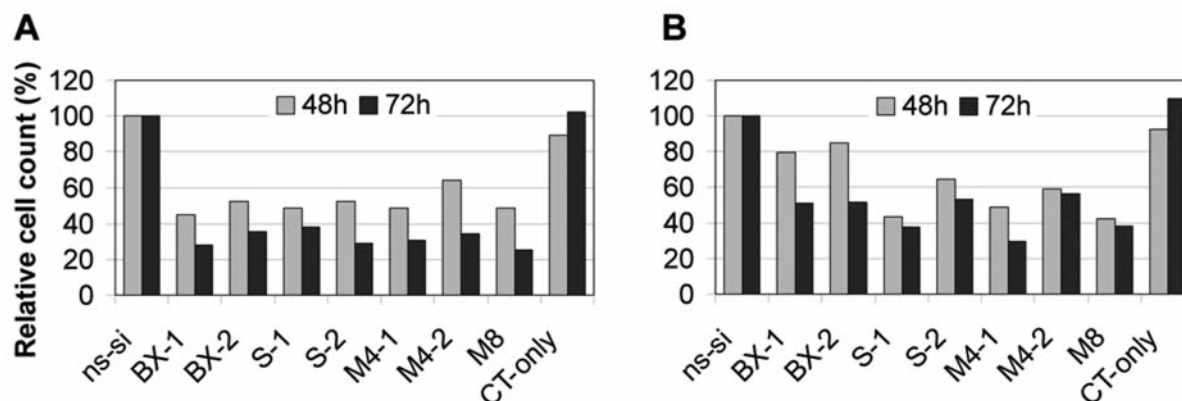 A
B
Relative cell count (%)
120
100
80
60
40
20
0
48h 72h
ns-si
BX-1
BX-2
S-1
S-2
M4-1
M4-2
M8
CT-only
120
100
80
60
40
20
0
48h 72h
ns-si
BX-1
BX-2
S-1
S-2
M4-1
M4-2
M8
CT-only